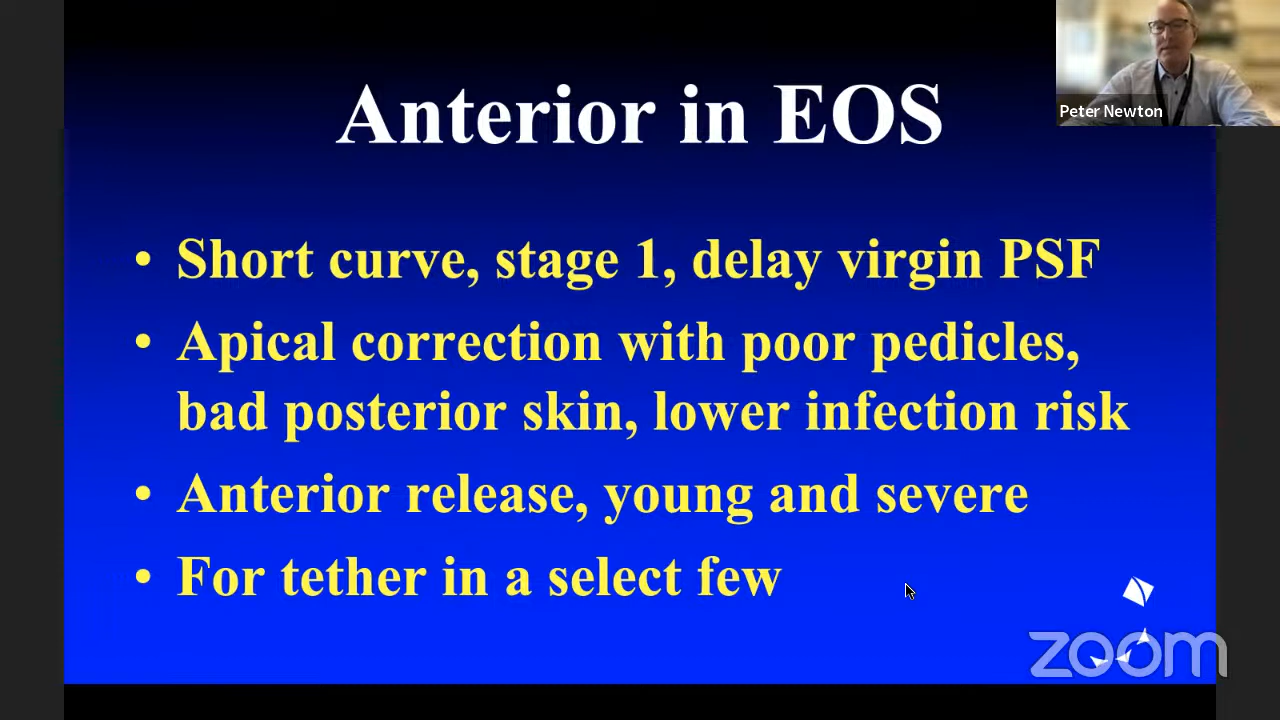 Anterior in EOS
Peter Newton
• Short curve, stage 1, delay virgin PSF
• Apical correction with poor pedicles,
bad posterior skin, lower infection risk
• Anterior release, young and severe
• For tether in a select few
zoom